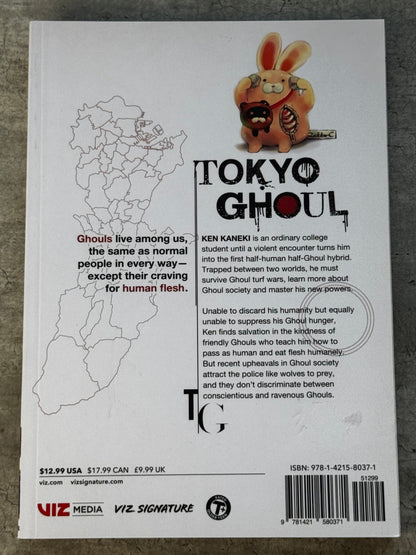 TOKYO
GHOUL
Ghouls live among us,
the same as normal
people in every way—
except their craving
for human flesh.
KEN KANEKI is an ordinary college
student until a violent encounter turns him
into the first half-human half-Ghoul hybrid.
Trapped between two worlds, he must
survive Ghoul turf wars, learn more about
Ghoul society and master his new powers.
Unable to discard his humanity but equally
unable to suppress his Ghoul hunger,
Ken finds salvation in the kindness of
friendly Ghouls who teach him how to
pass as human and eat flesh humanely.
But recent upheavals in Ghoul society
attract the police like wolves to prey,
and they don't discriminate between
conscientious and ravenous Ghouls.
TG
$12.99 USA $17.99 CAN £9.99 UK
viz.com vizsignature.com
VIZ MEDIA
VIZ SIGNATURE
T+
ISBN: 978-1-4215-8037-1
51299
9 781421 580371